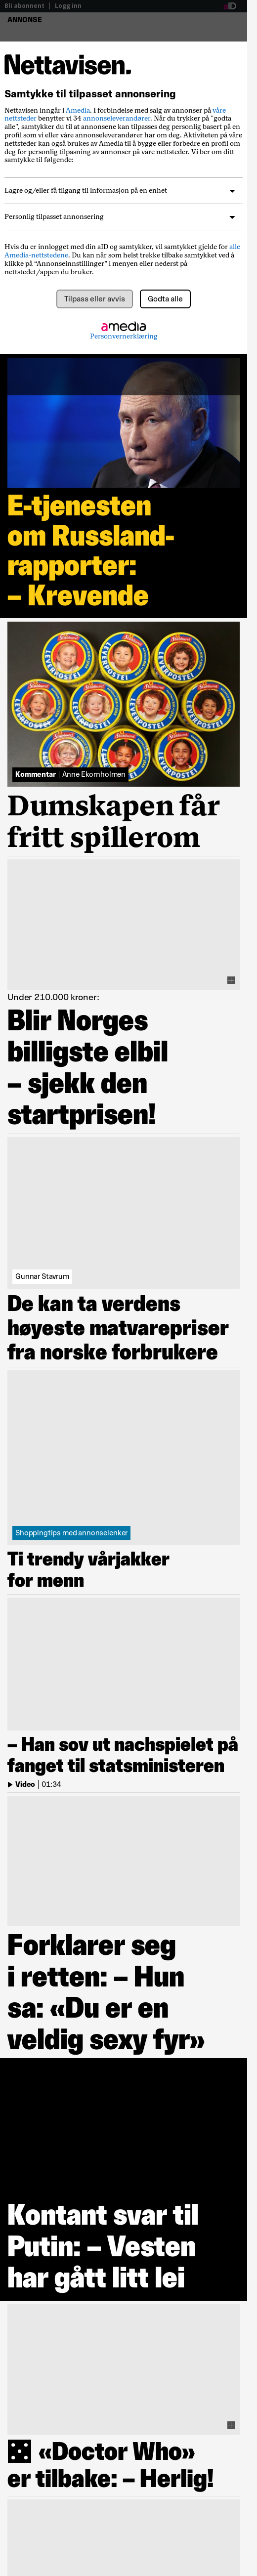 Bli abonnent | Logg inn
aID
ANNONSE
Nettavisen.
Samtykke til tilpasset annonsering
Nettavisen inngår i Amedia. I forbindelse med salg av annonser på våre
nettsteder benytter vi 34 annonseleverandører. Når du trykker på "godta
alle", samtykker du til at annonsene kan tilpasses deg personlig basert på en
profil som vi eller våre annonseleverandører har om deg. Aktiviteten på våre
nettsteder kan også brukes av Amedia til å bygge eller forbedre en profil om
deg for personlig tilpasning av annonser på våre nettsteder. Vi ber om ditt
samtykke til følgende:
Lagre og/eller få tilgang til informasjon på en enhet
Personlig tilpasset annonsering
Hvis du er innlogget med din aID og samtykker, vil samtykket gjelde for alle
Amedia-nettstedene. Du kan når som helst trekke tilbake samtykket ved å
klikke på “Annonseinnstillinger” i menyen eller nederst på
nettstedet/appen du bruker.
Tilpass eller avvis
Godta alle
amedia
Personvernerklæring
E-tjenesten
om Russland-
rapporter:
– Krevende
Kommentar | Anne Ekornholmen
Dumskapen får
fritt spillerom
Under 210.000 kroner:
Blir Norges
billigste elbil
– sjekk den
startprisen!
Gunnar Stavrum
De kan ta verdens
høyeste matvarepriser
fra norske forbrukere
Shoppingtips med annonselenker
Ti trendy vårjakker
for menn
– Han sov ut nachspielet på
fanget til statsministeren
Video | 01:34
Forklarer seg
i retten: – Hun
sa: «Du er en
veldig sexy fyr»
Kontant svar til
Putin: – Vesten
har gått litt lei
«Doctor Who»
er tilbake: – Herlig!